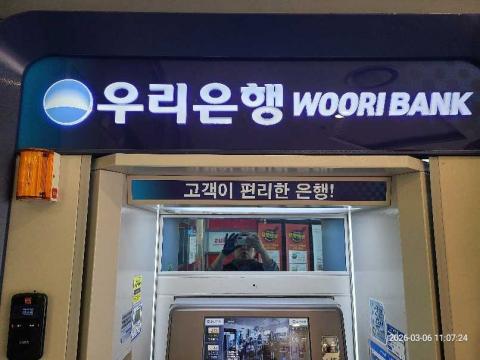 우리은행 WOORI BANK
고객이 편리한 은행!
2026-03-06 11:07:24